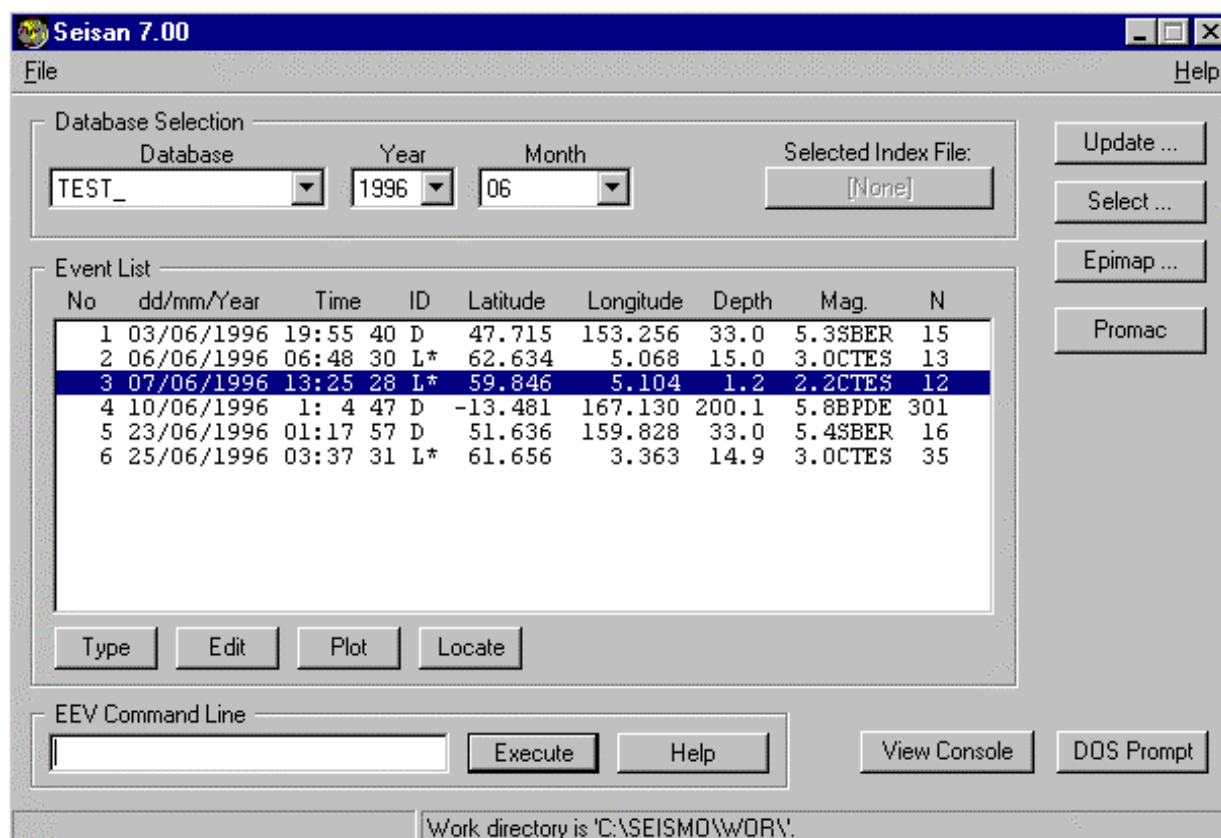 Seisan 7.00
File Help
Database Selection
Database Year Month Selected Index File:
TEST_ 1996 06 [None]
Update ...
Select ...
Epimap ...
Promac
Event List
No dd/mm/Year Time ID Latitude Longitude Depth Mag. N
1 03/06/1996 19:55 40 D 47.715 153.256 33.0 5.3SBER 15
2 06/06/1996 06:48 30 L* 62.634 5.068 15.0 3.0CTES 13
3 07/06/1996 13:25 28 L* 59.846 5.104 1.2 2.2CTES 12
4 10/06/1996 1: 4 47 D -13.481 167.130 200.1 5.8BPDE 301
5 23/06/1996 01:17 57 D 51.636 159.828 33.0 5.4SBER 16
6 25/06/1996 03:37 31 L* 61.656 3.363 14.9 3.0CTES 35
Type Edit Plot Locate
EEV Command Line
Execute Help View Console DOS Prompt
Work directory is 'C:\SEISMO\WOR\'.